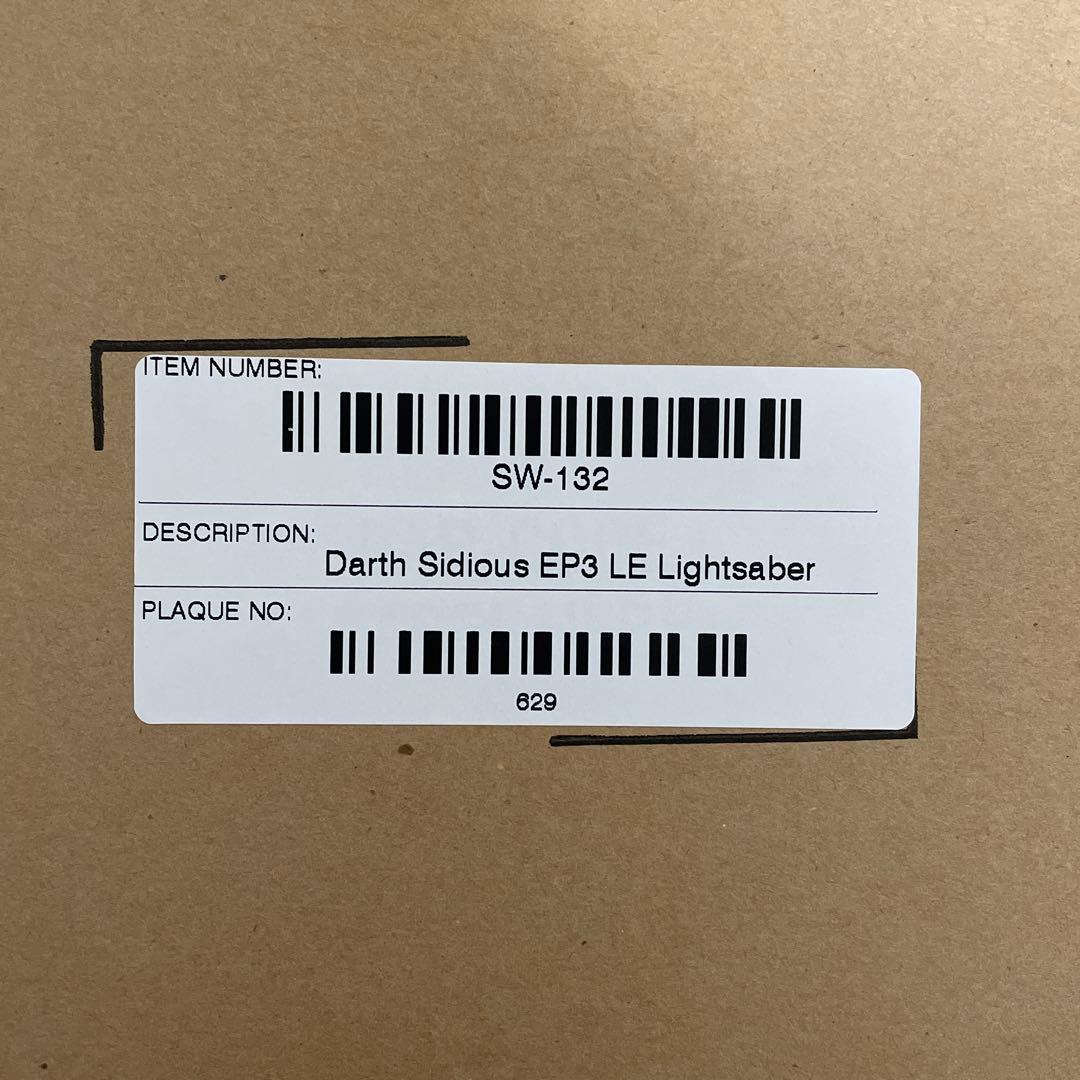 ITEM NUMBER:
SW-132
DESCRIPTION:
Darth Sidious EP3 LE Lightsaber
PLAQUE NO:
629